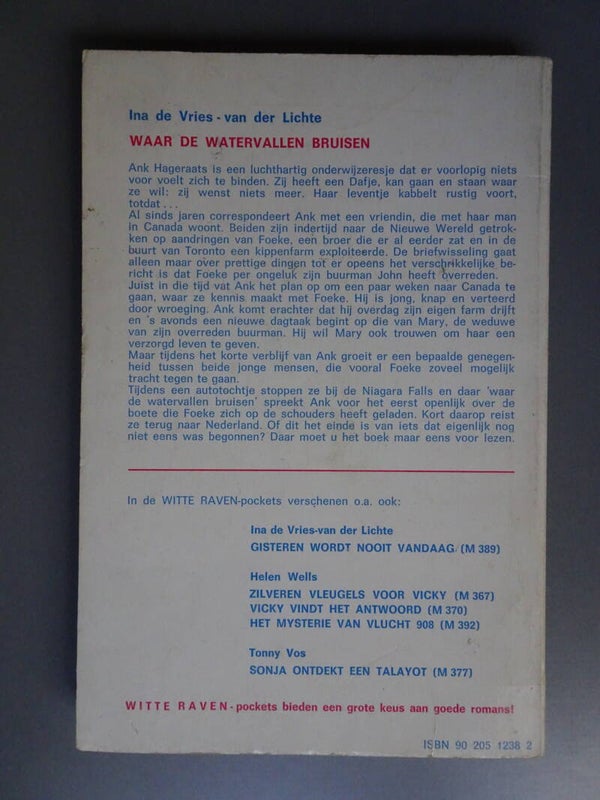 Ina de Vries - van der Lichte
WAAR DE WATERVALLEN BRUISEN
Ank Hageraats is een luchthartig onderwijzeresje dat er voorlopig niets
voor voelt zich te binden. Zij heeft een Dafje, kan gaan en staan waar
ze wil: zij wenst niets meer. Haar leventje kabbelt rustig voort,
totdat . . .
Al sinds jaren correspondeert Ank met een vriendin, die met haar man
in Canada woont. Beiden zijn indertijd naar de Nieuwe Wereld getrok-
ken op aandringen van Foeke, een broer die er al eerder zat en in de
buurt van Toronto een kippenfarm exploiteerde. De briefwisseling gaat
alleen maar over prettige dingen tot er opeens het verschrikkelijke be-
richt is dat Foeke per ongeluk zijn buurman John heeft overreden.
Juist in die tijd vat Ank het plan op om een paar weken naar Canada te
gaan, waar ze kennis maakt met Foeke. Hij is jong, knap en verteerd
door wroeging. Ank komt erachter dat hij overdag zijn eigen farm drijft
en 's avonds een nieuwe dagtaak begint op die van Mary, de weduwe
van zijn overreden buurman. Hij wil Mary ook trouwen om haar een
verzorgd leven te geven.
Maar tijdens het korte verblijf van Ank groeit er een bepaalde genegen-
heid tussen beide jonge mensen, die vooral Foeke zoveel mogelijk
tracht tegen te gaan.
Tijdens een autotochtje stoppen ze bij de Niagara Falls en daar 'waar
de watervallen bruisen' spreekt Ank voor het eerst openlijk over de
boete die Foeke zich op de schouders heeft geladen. Kort daarop reist
ze terug naar Nederland. Of dit het einde is van iets dat eigenlijk nog
niet eens was begonnen? Daar moet u het boek maar eens voor lezen.
In de WITTE RAVEN-pockets verschenen o.a. ook:
Ina de Vries-van der Lichte
GISTEREN WORDT NOOIT VANDAAG (M 389)
Helen Wells
ZILVEREN VLEUGELS VOOR VICKY (M 367)
VICKY VINDT HET ANTWOORD (M 370)
HET MYSTERIE VAN VLUCHT 908 (M 392)
Tonny Vos
SONJA ONTDEKT EEN TALAYOT (M 377)
WITTE RAVEN - pockets bieden een grote keus aan goede romans!
ISBN 90 205 1238 2